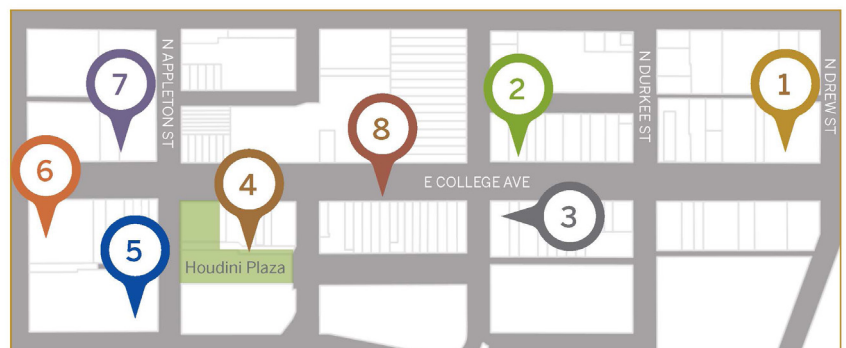 N APPLETON ST
N DURKEE ST
N DREW ST
7
2
1
8
6
4
E COLLEGE AVE
3
5
Houdini Plaza